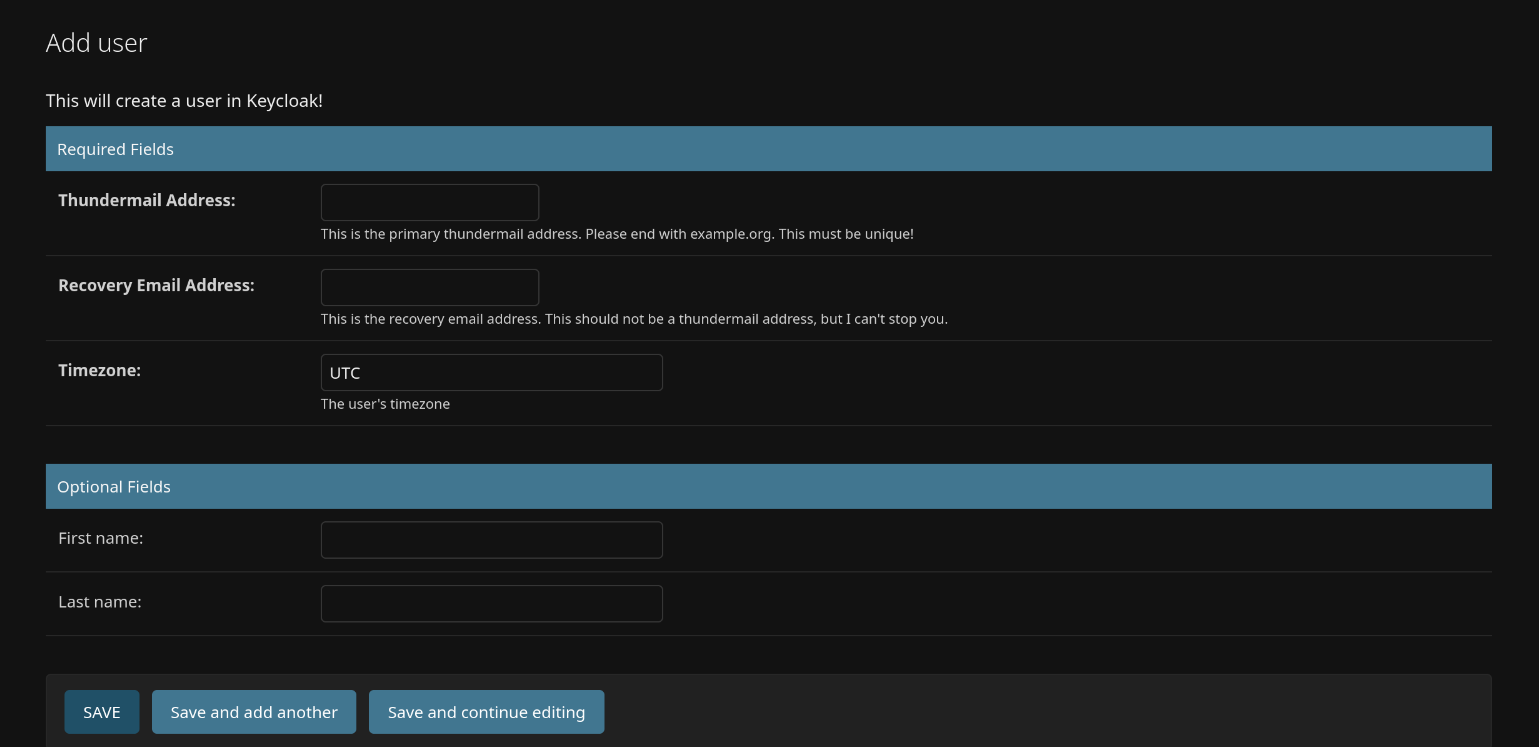 Add user
This will create a user in Keycloak!
Required Fields
Thundermail Address:
This is the primary thundermail address. Please end with example.org. This must be unique!
Recovery Email Address:
This is the recovery email address. This should not be a thundermail address, but I can't stop you.
Timezone:
UTC
The user's timezone
Optional Fields
First name:
Last name:
SAVE Save and add another Save and continue editing